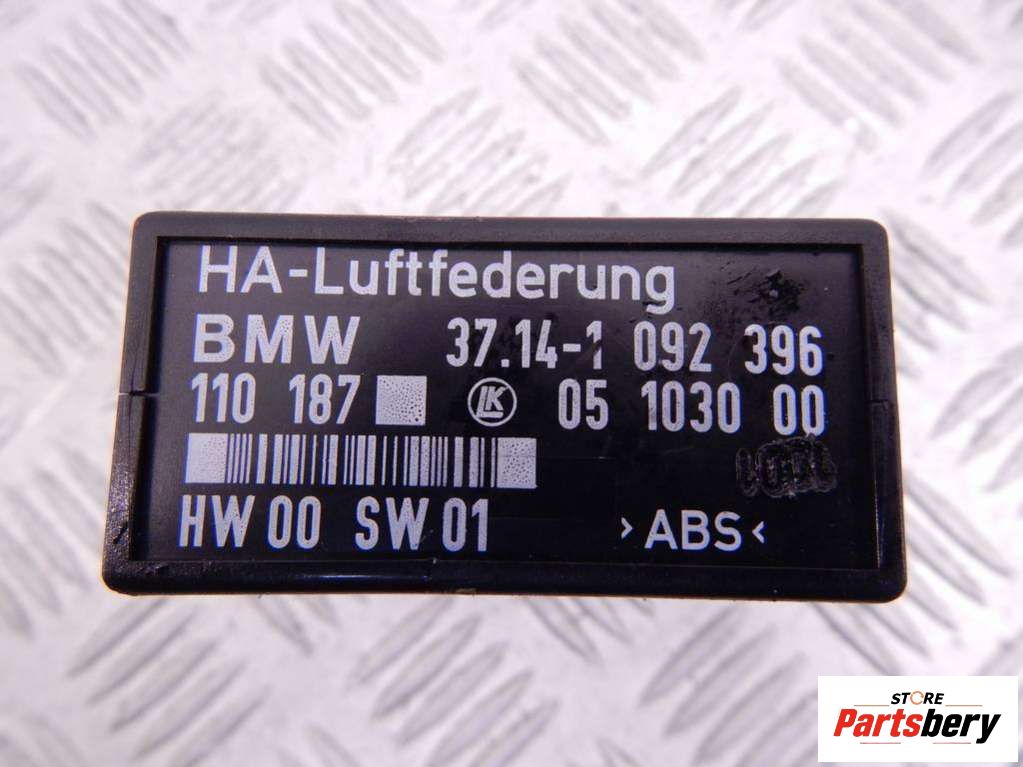 HA-Luftfederung
BMW 37.14-1 092 396
110 187 LK 05 1030 00
HW 00 SW 01 >ABS<
STORE
Partsbery